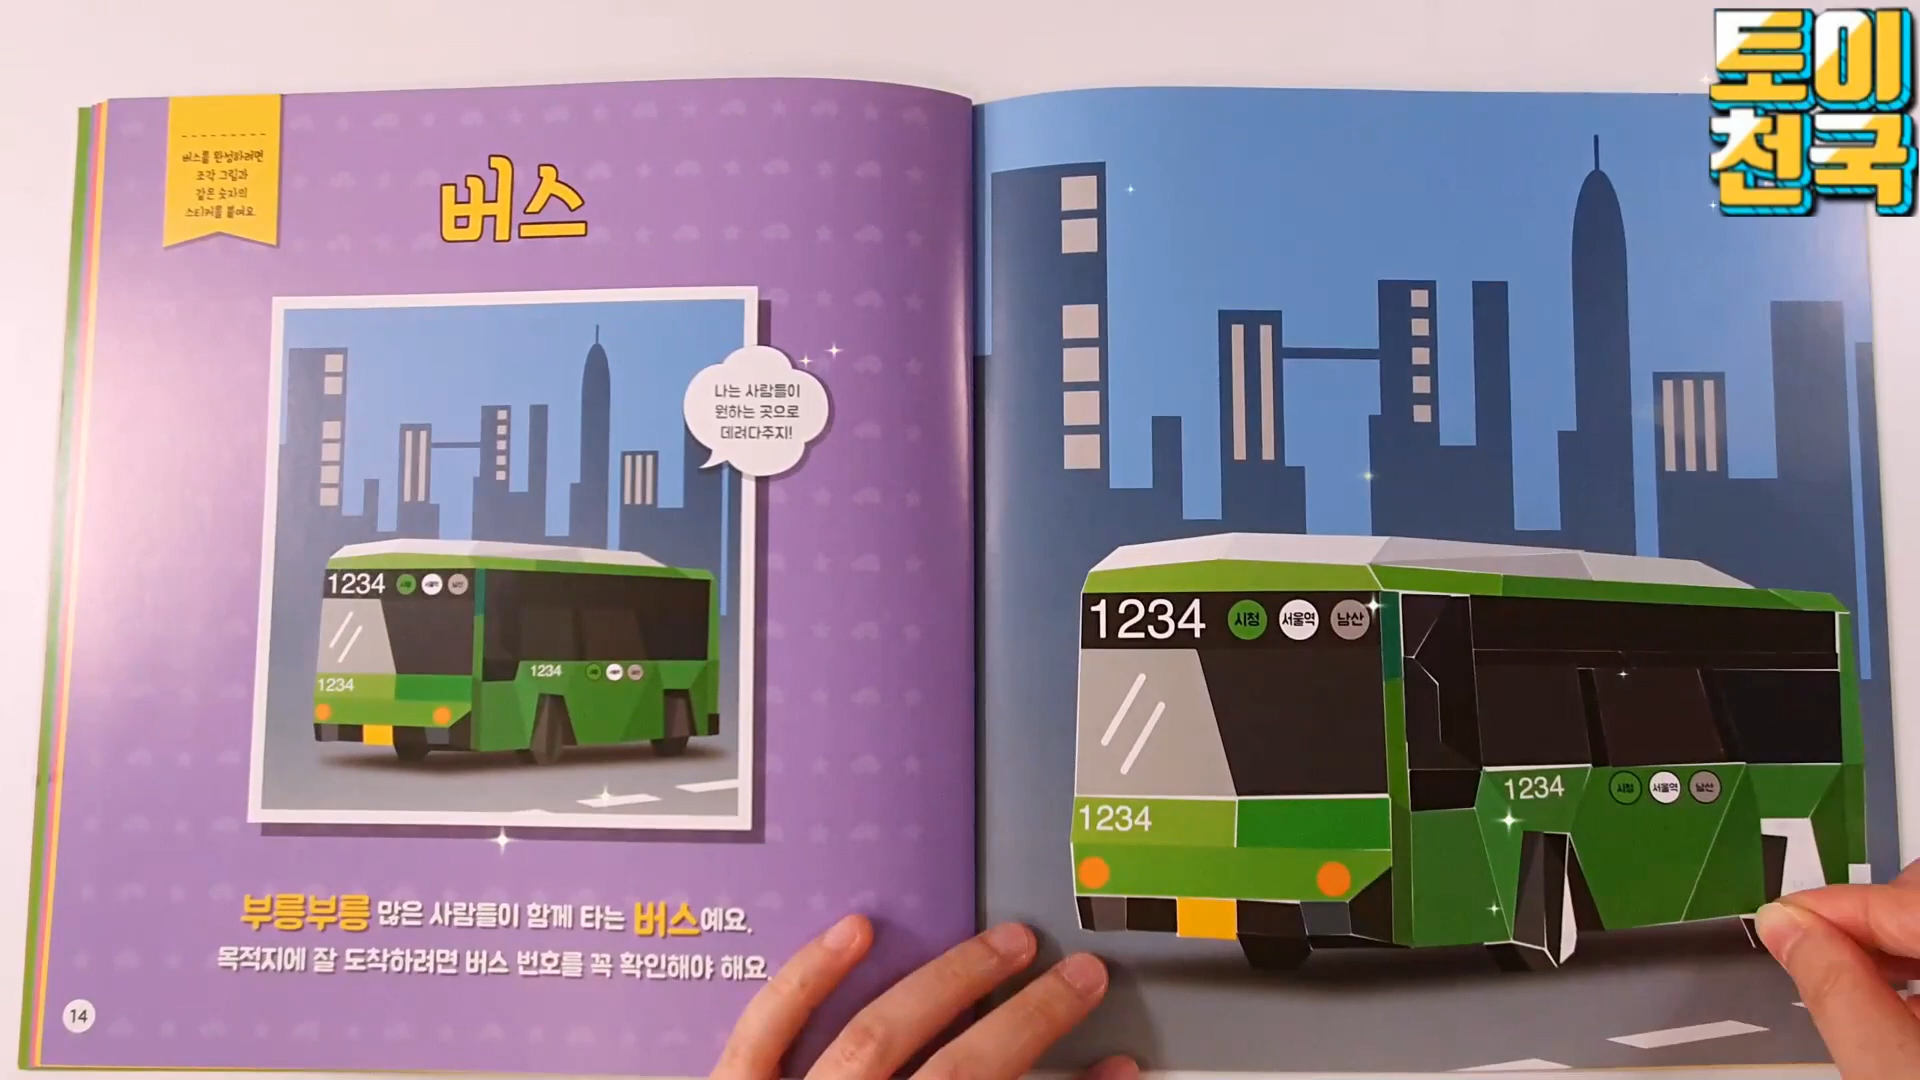 토이
천국
버스를 완성하려면
조각 그림과
같은 숫자의
스티커를 붙여요.
버스
나는 사람들이
원하는 곳으로
데려다주지!
1234
1234
1234
부릉부릉 많은 사람들이 함께 타는 버스예요.
목적지에 잘 도착하려면 버스 번호를 꼭 확인해야 해요.
14
1234 시청 서울역 남산
1234 시청 서울역 남산
1234